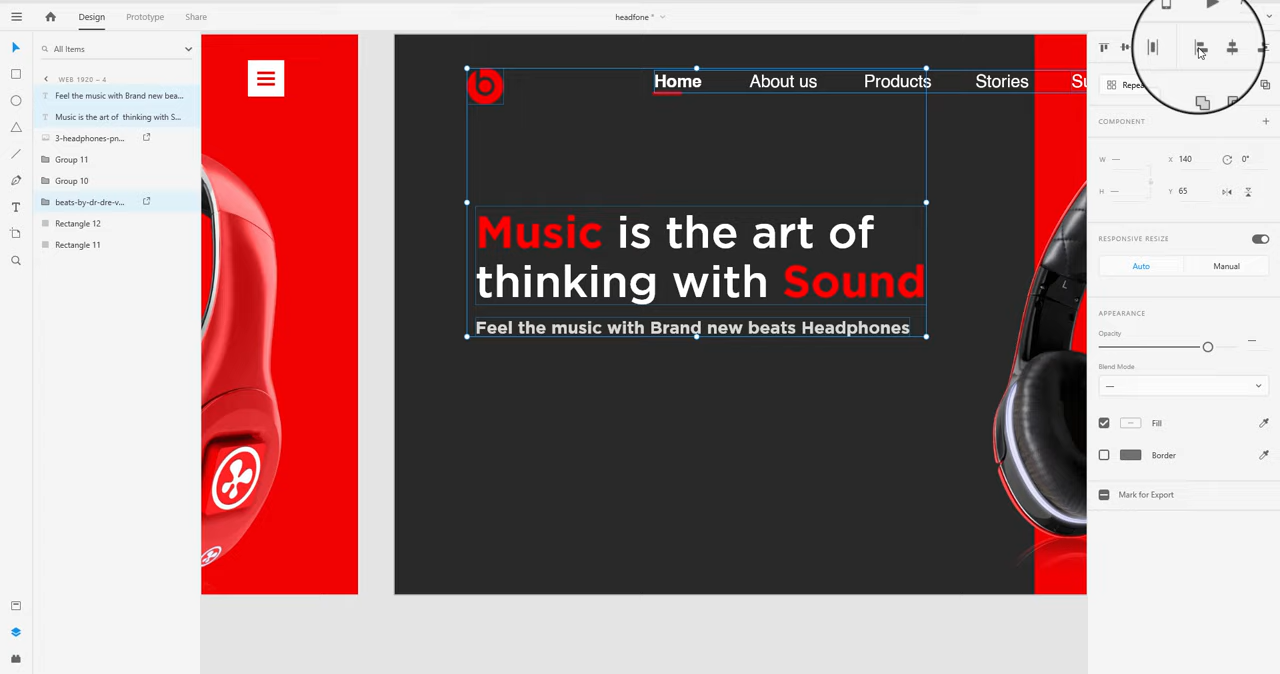 Design Prototype Share
headfone *
All Items
WEB 1920 – 4
Feel the music with Brand new bea...
Music is the art of thinking with S...
3-headphones-pn...
Group 11
Group 10
beats-by-dr-dre-v...
Rectangle 12
Rectangle 11
Home About us Products Stories Su
Music is the art of
thinking with Sound
Feel the music with Brand new beats Headphones
L
Repea
COMPONENT
W — X 140 0°
H — Y 65
RESPONSIVE RESIZE
Auto Manual
APPEARANCE
Opacity
—
Blend Mode
—
Fill
Border
Mark for Export